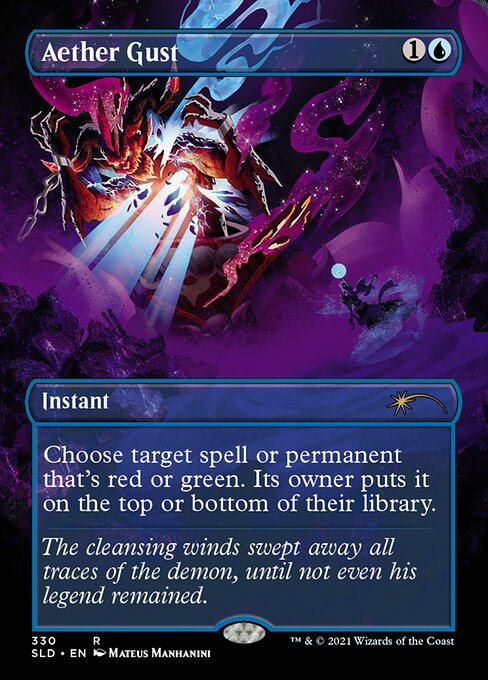 Aether Gust 1
Instant
Choose target spell or permanent
that's red or green. Its owner puts it
on the top or bottom of their library.
The cleansing winds swept away all
traces of the demon, until not even his
legend remained.
330 R
SLD • EN Mateus Manhanini
™ & © 2021 Wizards of the Coast